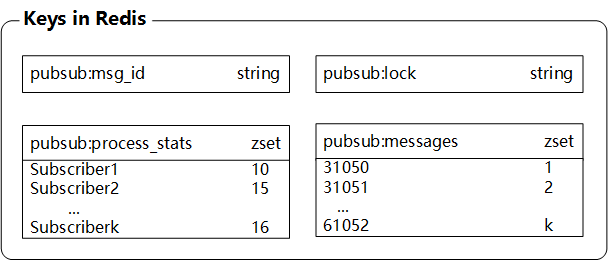 Keys in Redis
pubsub:msg_id string
pubsub:lock string
pubsub:process_stats zset
Subscriber1 10
Subscriber2 15
...
Subscriberk 16
pubsub:messages zset
31050 1
31051 2
...
61052 k